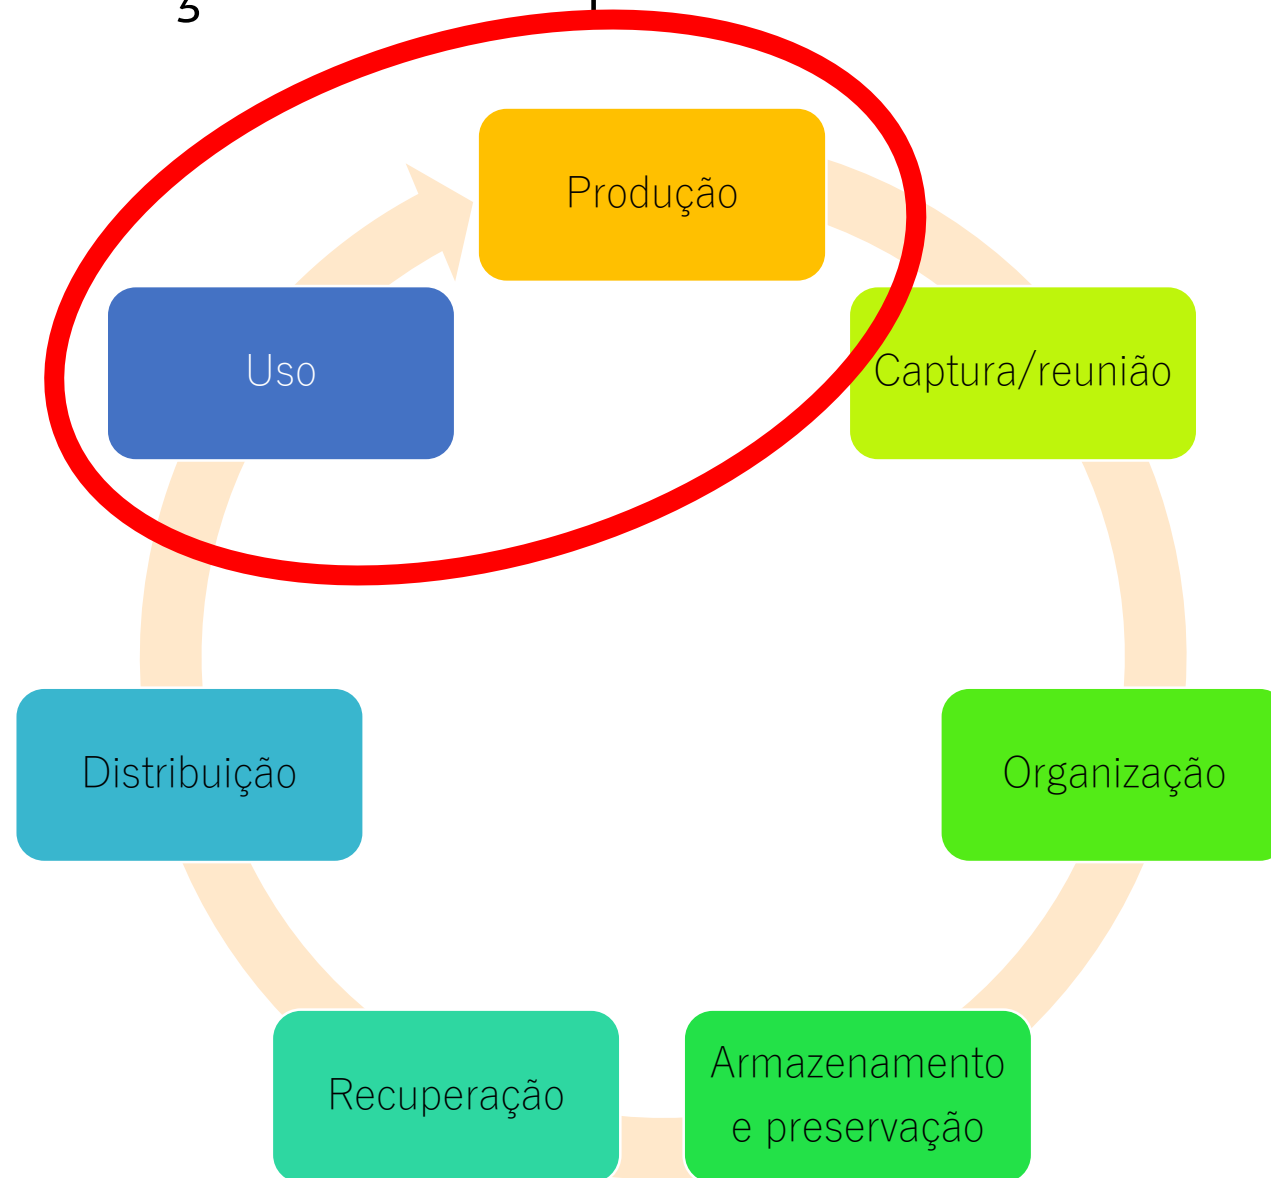 Produção
Uso
Captura/reunião
Distribuição
Organização
Recuperação
Armazenamento
e preservação